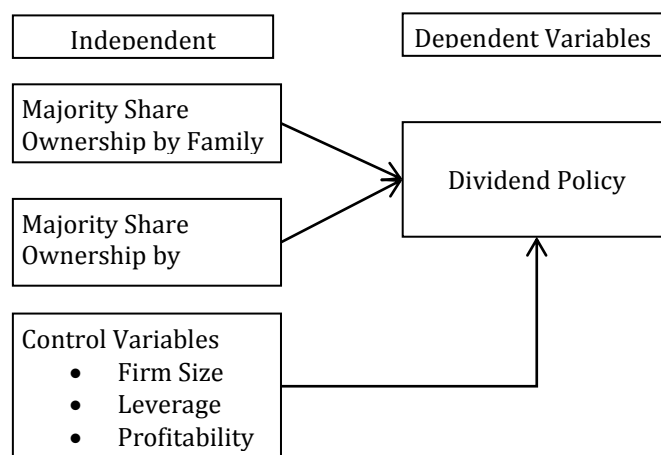 Independent
Dependent Variables
Majority Share
Ownership by Family
Dividend Policy
Majority Share
Ownership by
Control Variables
• Firm Size
• Leverage
• Profitability